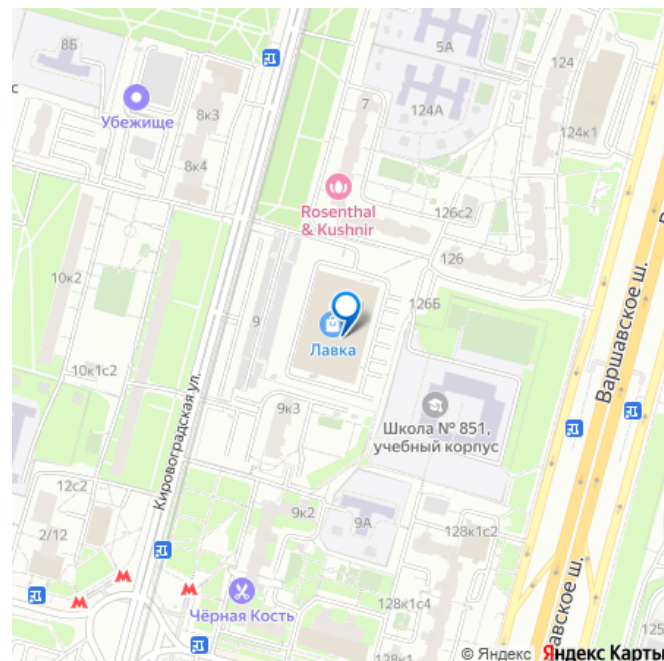 8Б
5А
124
Убежище
8к3
7
124А
124к1
8к4
Rosenthal
& Kushnir
126с2
126
10к2
126Б
9
Лавка
Варшавское ш.
10к1с2
Кировоградская ул.
9к3
Школа № 851,
учебный корпус
12с2
2/12
9к2
9А
128к1с2
Чёрная Кость
128к1с4
128к1
125
© Яндекс Яндекс Карты